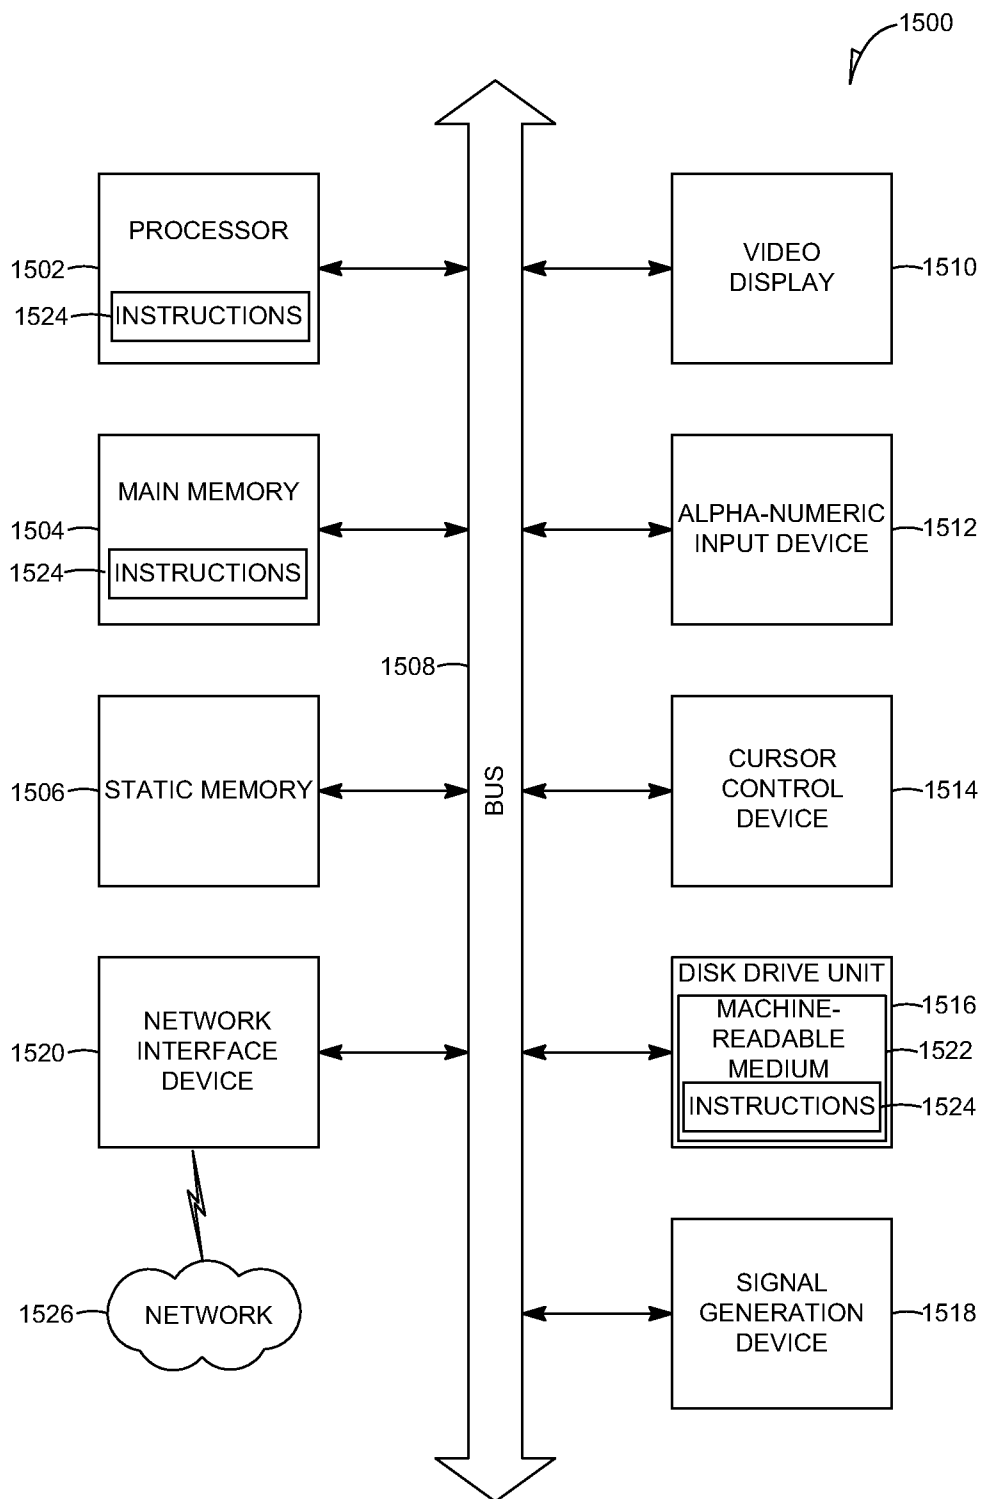 1500
PROCESSOR
1502
1524
INSTRUCTIONS
VIDEO
DISPLAY
1510
MAIN MEMORY
1504
1524
INSTRUCTIONS
ALPHA-NUMERIC
INPUT DEVICE
1512
1508
BUS
STATIC MEMORY
1506
CURSOR
CONTROL
DEVICE
1514
NETWORK
INTERFACE
DEVICE
1520
DISK DRIVE UNIT
1516
MACHINE-
READABLE
MEDIUM
1522
INSTRUCTIONS
1524
NETWORK
1526
SIGNAL
GENERATION
DEVICE
1518